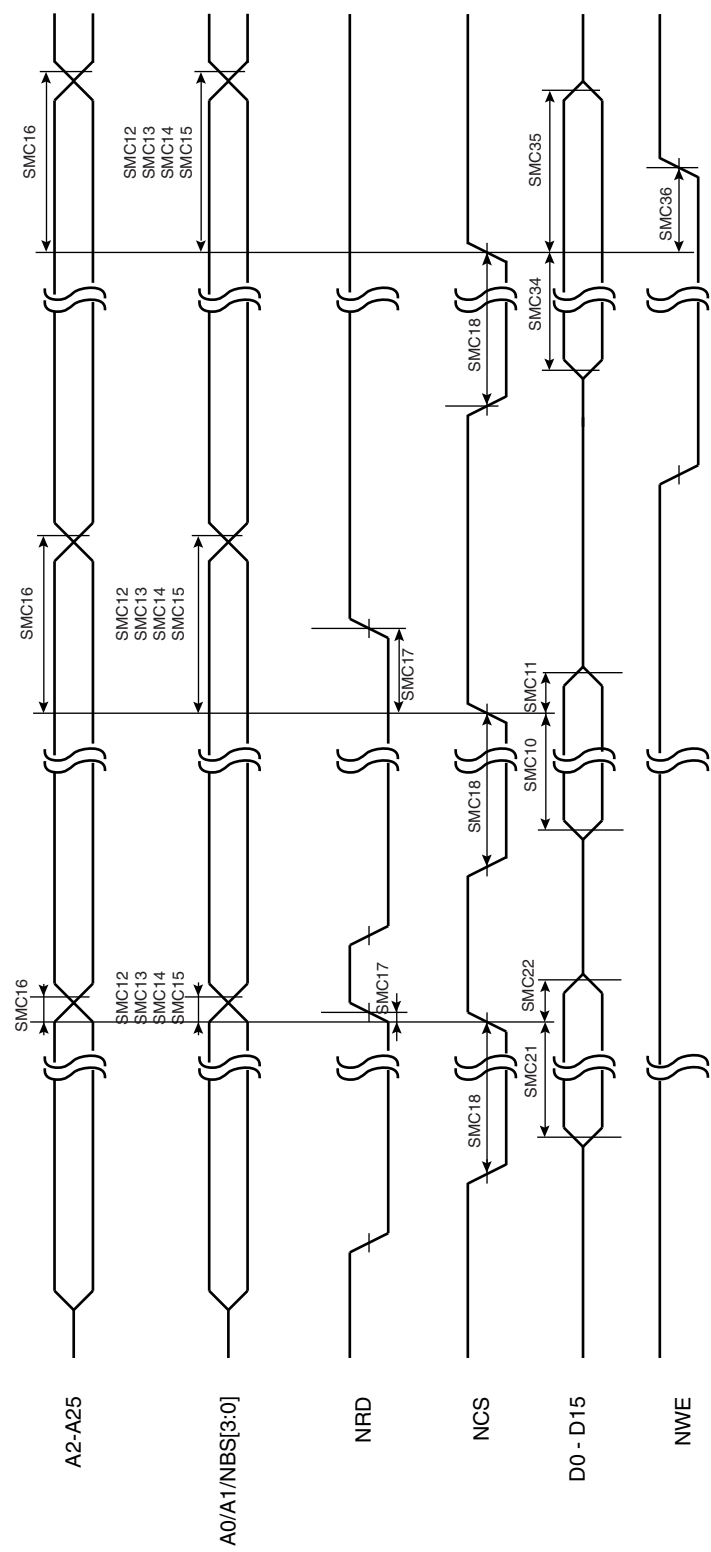 A2-A25
SMC16
SMC16
SMC16
A0/A1/NBS[3:0]
SMC12
SMC13
SMC14
SMC15
SMC12
SMC13
SMC14
SMC15
SMC12
SMC13
SMC14
SMC15
NRD
SMC17
SMC17
NCS
SMC18
SMC18
SMC18
D0 - D15
SMC21
SMC22
SMC10
SMC11
SMC34
SMC35
NWE
SMC36